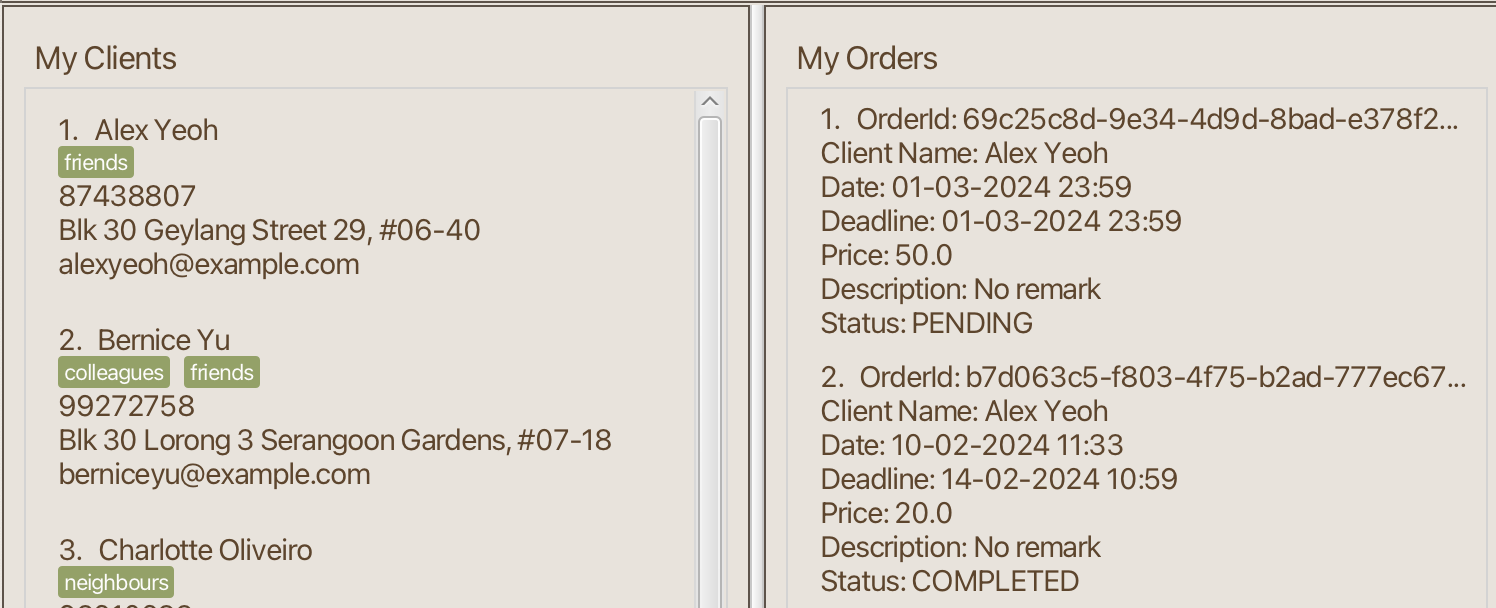 My Clients
1. Alex Yeoh
friends
87438807
Blk 30 Geylang Street 29, #06-40
alexyeoh@example.com
2. Bernice Yu
colleagues friends
99272758
Blk 30 Lorong 3 Serangoon Gardens, #07-18
berniceyu@example.com
3. Charlotte Oliveiro
neighbours
My Orders
1. OrderId: 69c25c8d-9e34-4d9d-8bad-e378f2...
Client Name: Alex Yeoh
Date: 01-03-2024 23:59
Deadline: 01-03-2024 23:59
Price: 50.0
Description: No remark
Status: PENDING
2. OrderId: b7d063c5-f803-4f75-b2ad-777ec67...
Client Name: Alex Yeoh
Date: 10-02-2024 11:33
Deadline: 14-02-2024 10:59
Price: 20.0
Description: No remark
Status: COMPLETED